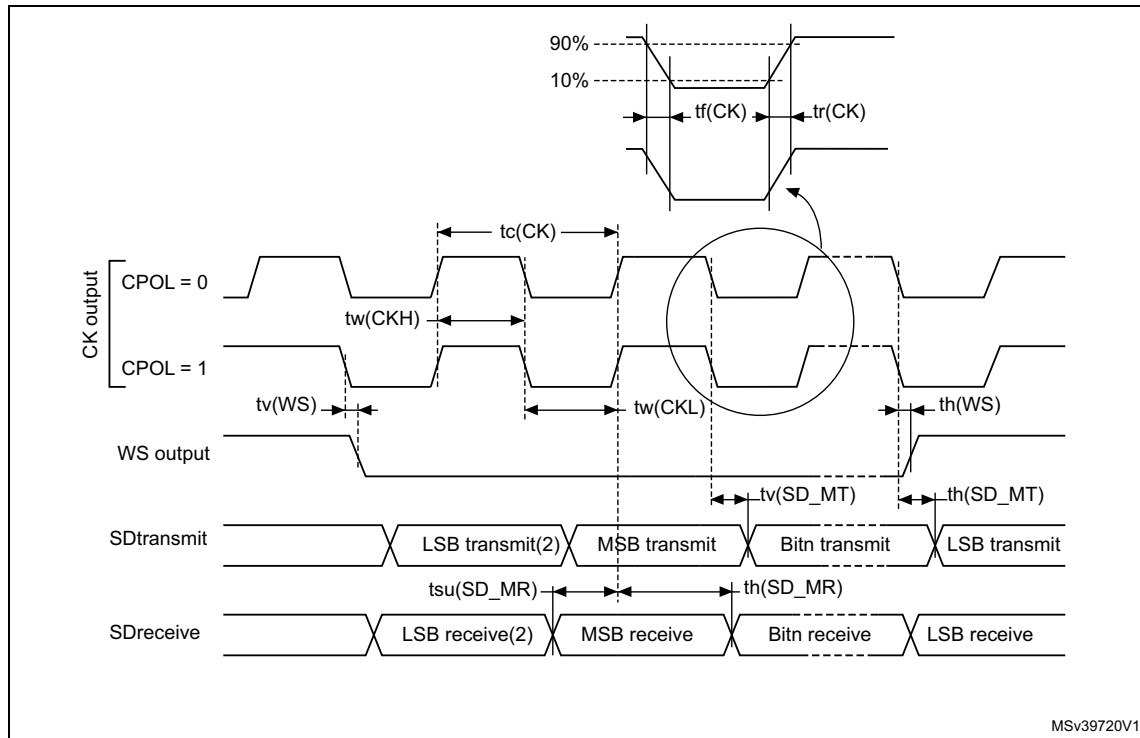 90%
10%
tf(CK)
tr(CK)
tc(CK)
CK output
CPOL = 0
tw(CKH)
CPOL = 1
tv(WS)
tw(CKL)
th(WS)
WS output
tv(SD_MT)
th(SD_MT)
SDtransmit
LSB transmit(2)
MSB transmit
Bitn transmit
LSB transmit
tsu(SD_MR)
th(SD_MR)
SDreceive
LSB receive(2)
MSB receive
Bitn receive
LSB receive
MSv39720V1